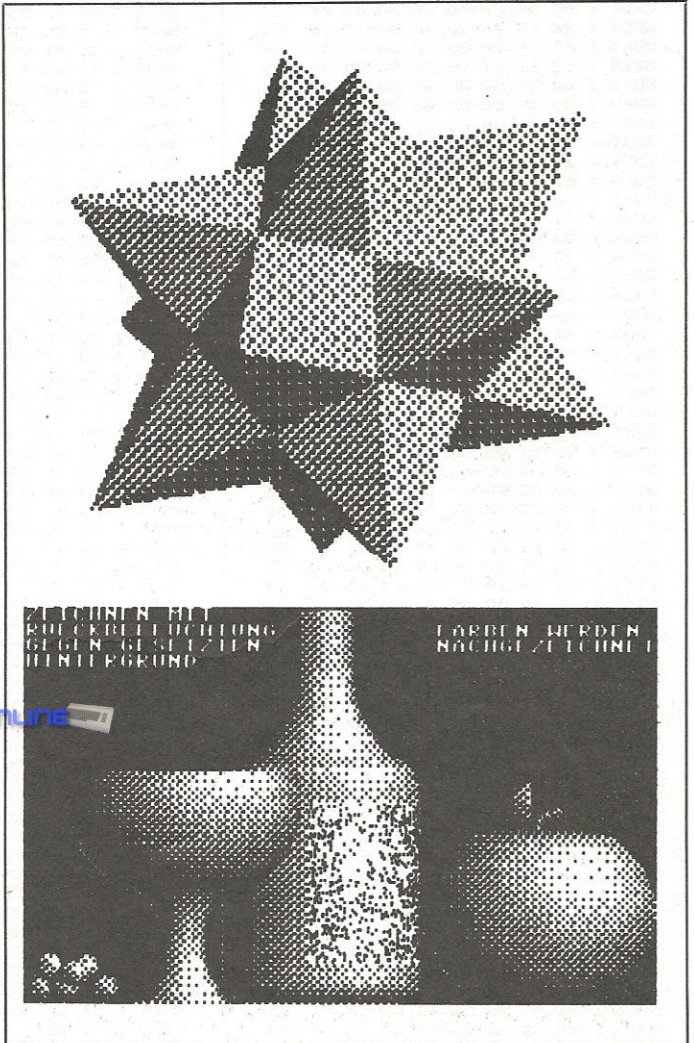 ZEICHNEN MIT
RUECKBELEUCHTUNG
GEGEN GESETZTEN
HINTERGRUND
FARBEN WERDEN
NACHGEZEICHNET